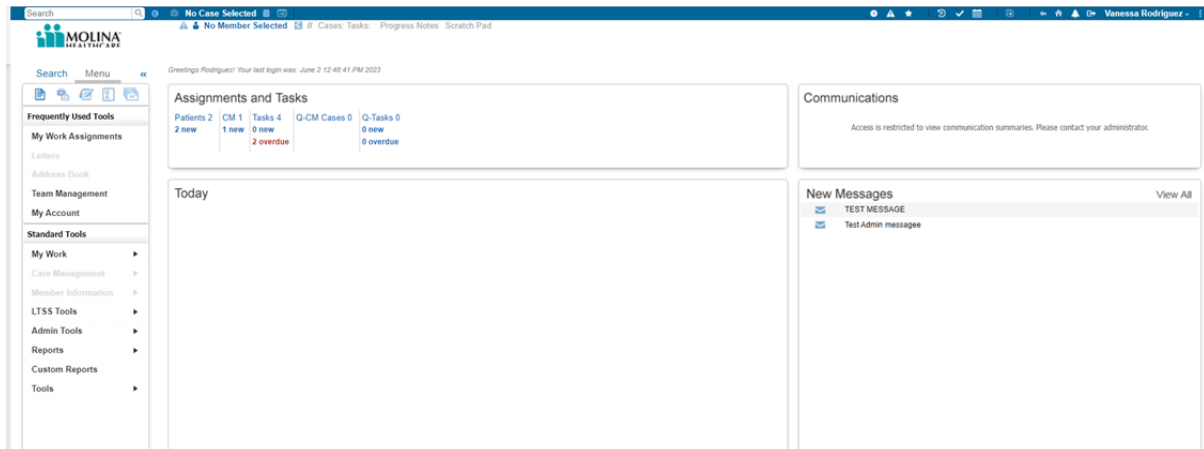 Search No Case Selected Vanessa Rodriguez -
No Member Selected // Cases: Tasks: Progress Notes Scratch Pad
MOLINA
HEALTHCARE
Search Menu «
Greetings Rodriguez! Your last login was: June 2 12:48:41 PM 2023
Frequently Used Tools
My Work Assignments
Letters
Address Book
Team Management
My Account
Standard Tools
My Work
Care Management
Member Information
LTSS Tools
Admin Tools
Reports
Custom Reports
Tools
Assignments and Tasks
Patients 2 CM 1 Tasks 4 Q-CM Cases 0 Q-Tasks 0
2 new 1 new 0 new 0 new
2 overdue 0 overdue
Communications
Access is restricted to view communication summaries. Please contact your administrator.
Today
New Messages View All
TEST MESSAGE
Test Admin messagee